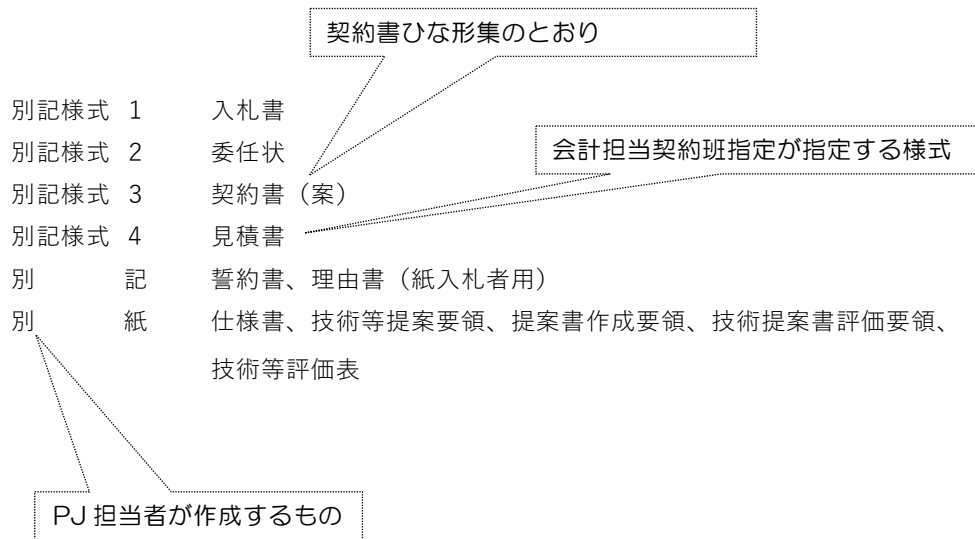 契約書ひな形集のとおり
別記様式 1 入札書
別記様式 2 委任状
会計担当契約班指定が指定する様式
別記様式 3 契約書（案）
別記様式 4 見積書
別 記 誓約書、理由書（紙入札者用）
別 紙 仕様書、技術等提案要領、提案書作成要領、技術提案書評価要領、
技術等評価表
PJ 担当者が作成するもの